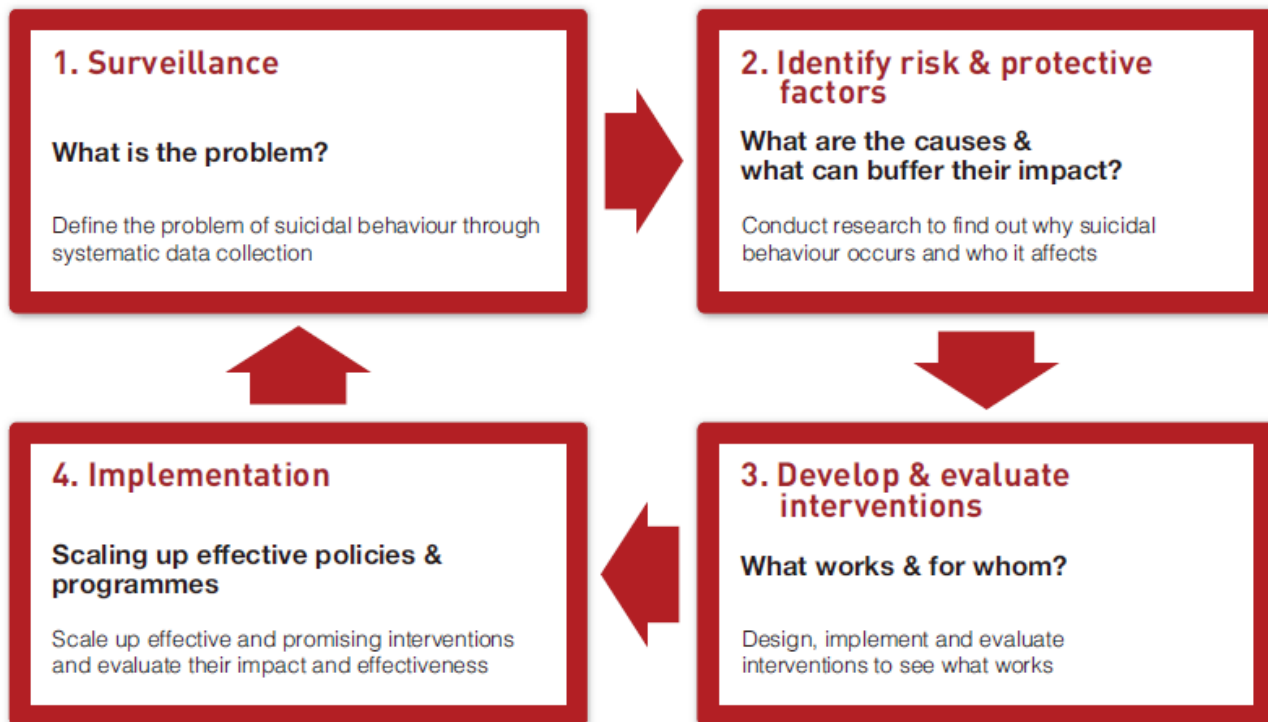 1. Surveillance
What is the problem?
Define the problem of suicidal behaviour through
systematic data collection
2. Identify risk & protective
factors
What are the causes &
what can buffer their impact?
Conduct research to find out why suicidal
behaviour occurs and who it affects
3. Develop & evaluate
interventions
What works & for whom?
Design, implement and evaluate
interventions to see what works
4. Implementation
Scaling up effective policies &
programmes
Scale up effective and promising interventions
and evaluate their impact and effectiveness